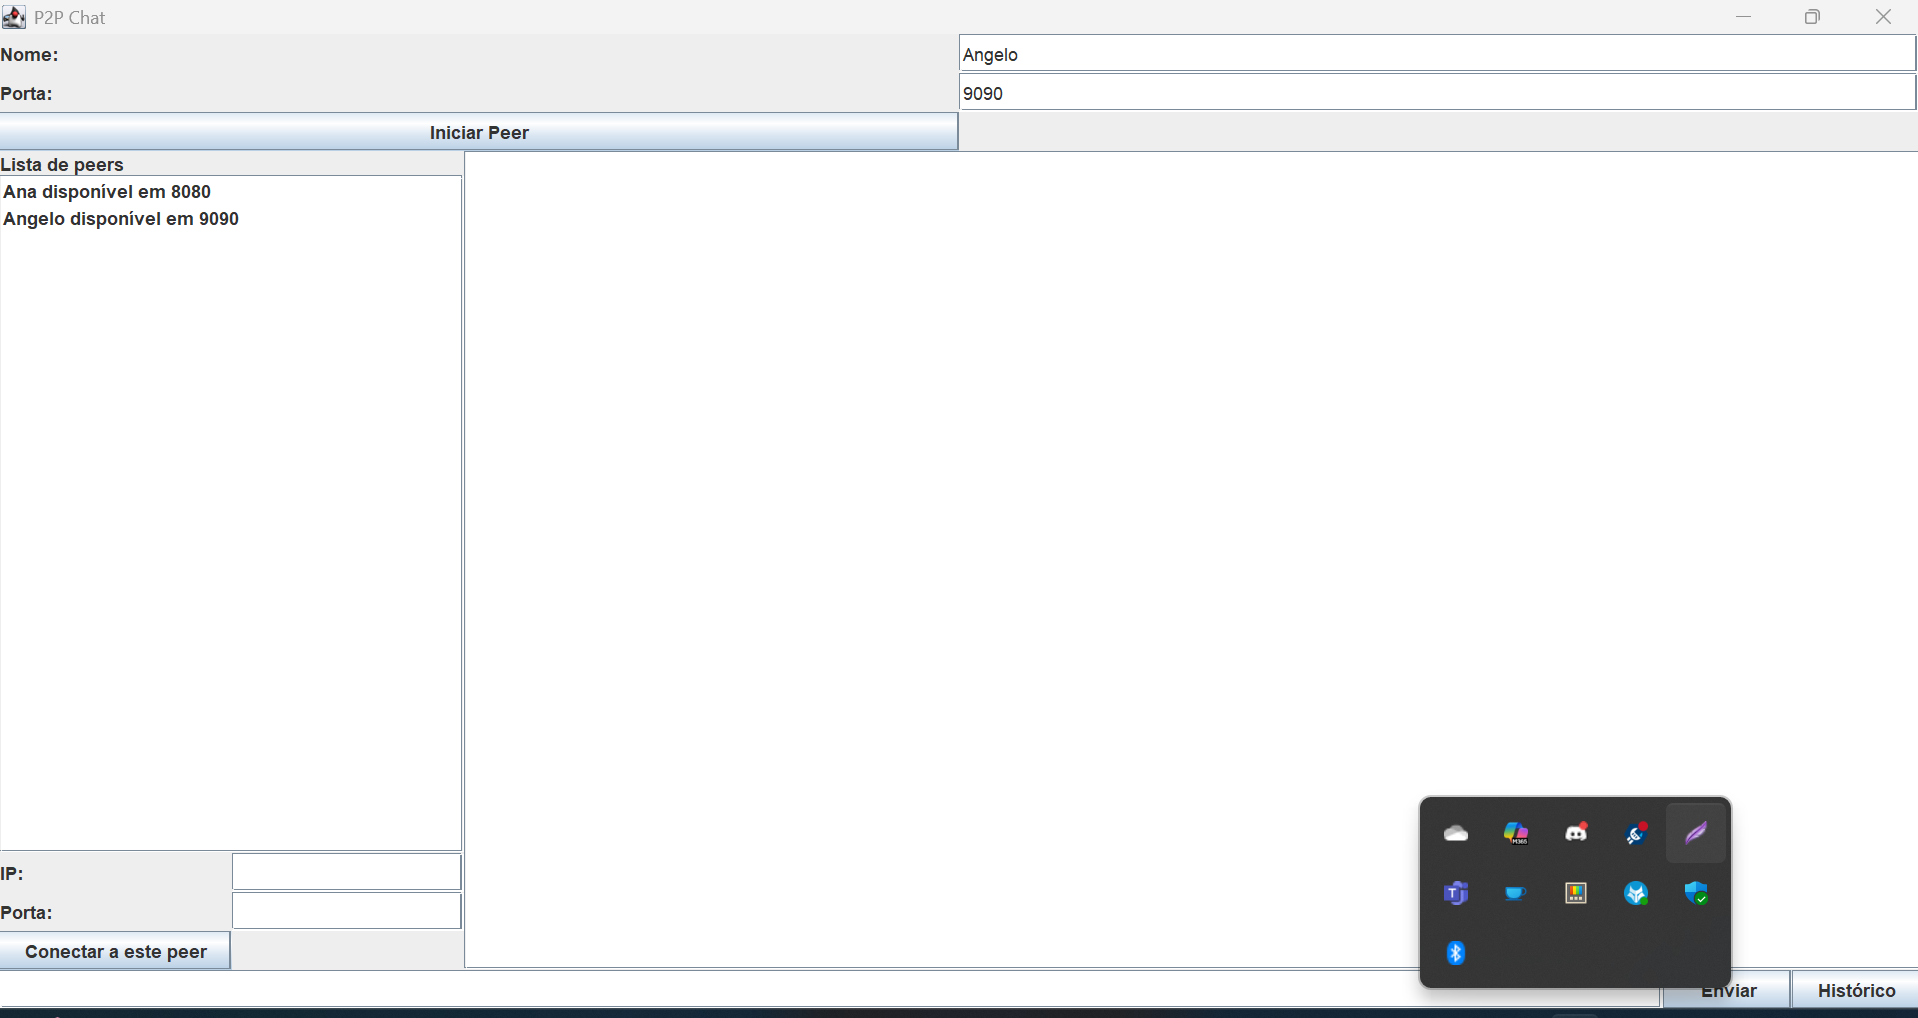 P2P Chat
Nome:
Angelo
Porta:
9090
Iniciar Peer
Lista de peers
Ana disponível em 8080
Angelo disponível em 9090
IP:
Porta:
Conectar a este peer
M365
Enviar
Histórico